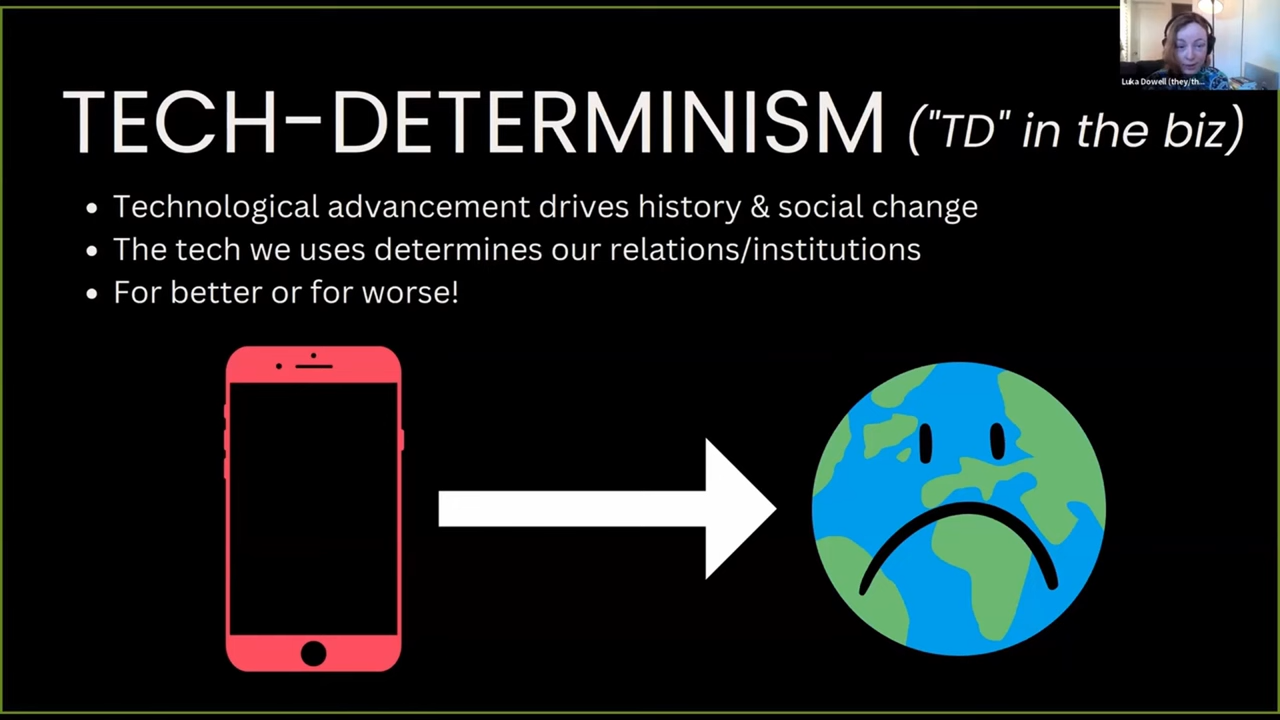 Luka Dowell (they/th...
TECH-DETERMINISM ("TD" in the biz)
• Technological advancement drives history & social change
• The tech we uses determines our relations/institutions
• For better or for worse!